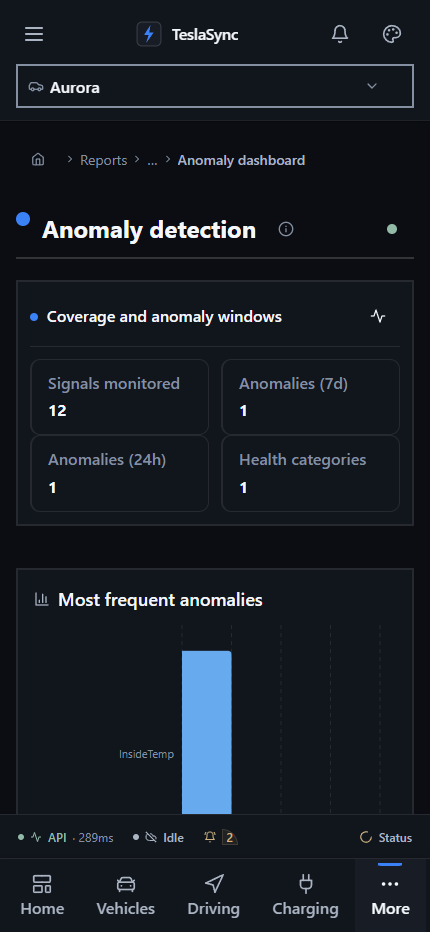 TeslaSync
Aurora
Reports
...
Anomaly dashboard
Anomaly detection
Coverage and anomaly windows
Signals monitored
12
Anomalies (7d)
1
Anomalies (24h)
1
Health categories
1
Most frequent anomalies
InsideTemp
API · 289ms
Idle
2
Status
Home
Vehicles
Driving
Charging
More